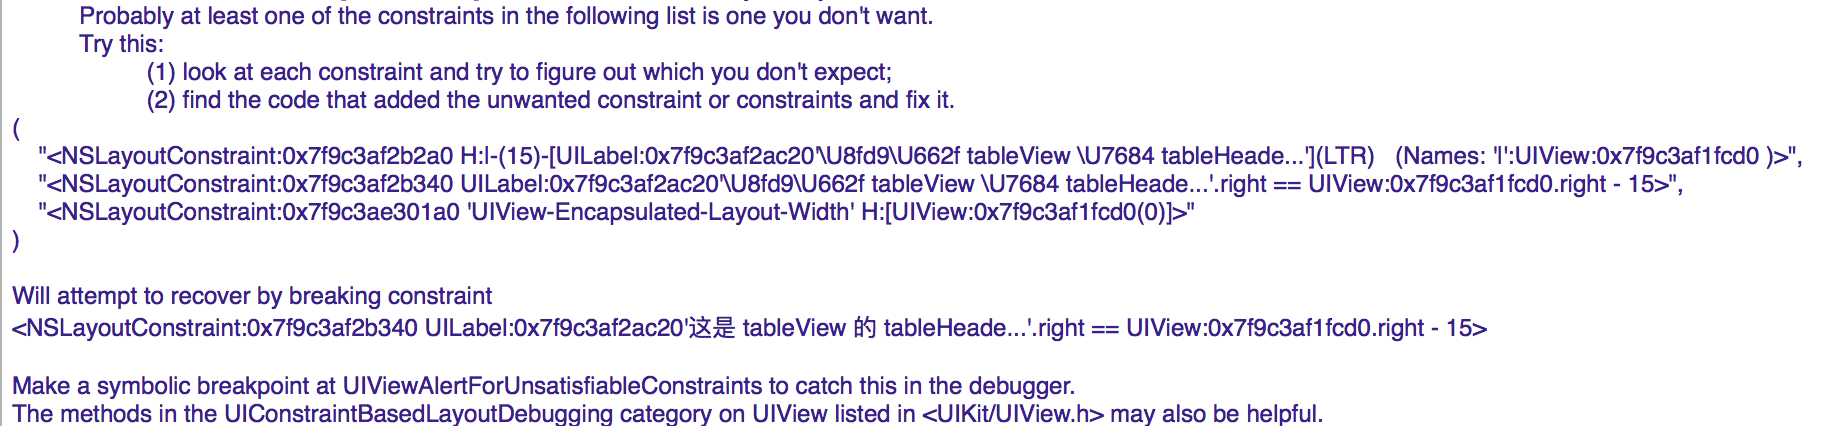 Probably at least one of the constraints in the following list is one you don't want.
Try this:
(1) look at each constraint and try to figure out which you don't expect;
(2) find the code that added the unwanted constraint or constraints and fix it.
(
"<NSLayoutConstraint:0x7f9c3af2b2a0 H:|-(15)-[UILabel:0x7f9c3af2ac20'\U8fd9\U662f tableView \U7684 tableHeade...'](LTR)   (Names: '|':UIView:0x7f9c3af1fcd0 )>",
"<NSLayoutConstraint:0x7f9c3af2b340 UILabel:0x7f9c3af2ac20'\U8fd9\U662f tableView \U7684 tableHeade...'.right == UIView:0x7f9c3af1fcd0.right - 15>",
"<NSLayoutConstraint:0x7f9c3ae301a0 'UIView-Encapsulated-Layout-Width' H:[UIView:0x7f9c3af1fcd0(0)]>"
)
Will attempt to recover by breaking constraint
<NSLayoutConstraint:0x7f9c3af2b340 UILabel:0x7f9c3af2ac20'这是 tableView 的 tableHeade...'.right == UIView:0x7f9c3af1fcd0.right - 15>
Make a symbolic breakpoint at UIViewAlertForUnsatisfiableConstraints to catch this in the debugger.
The methods in the UIConstraintBasedLayoutDebugging category on UIView listed in <UIKit/UIView.h> may also be helpful.